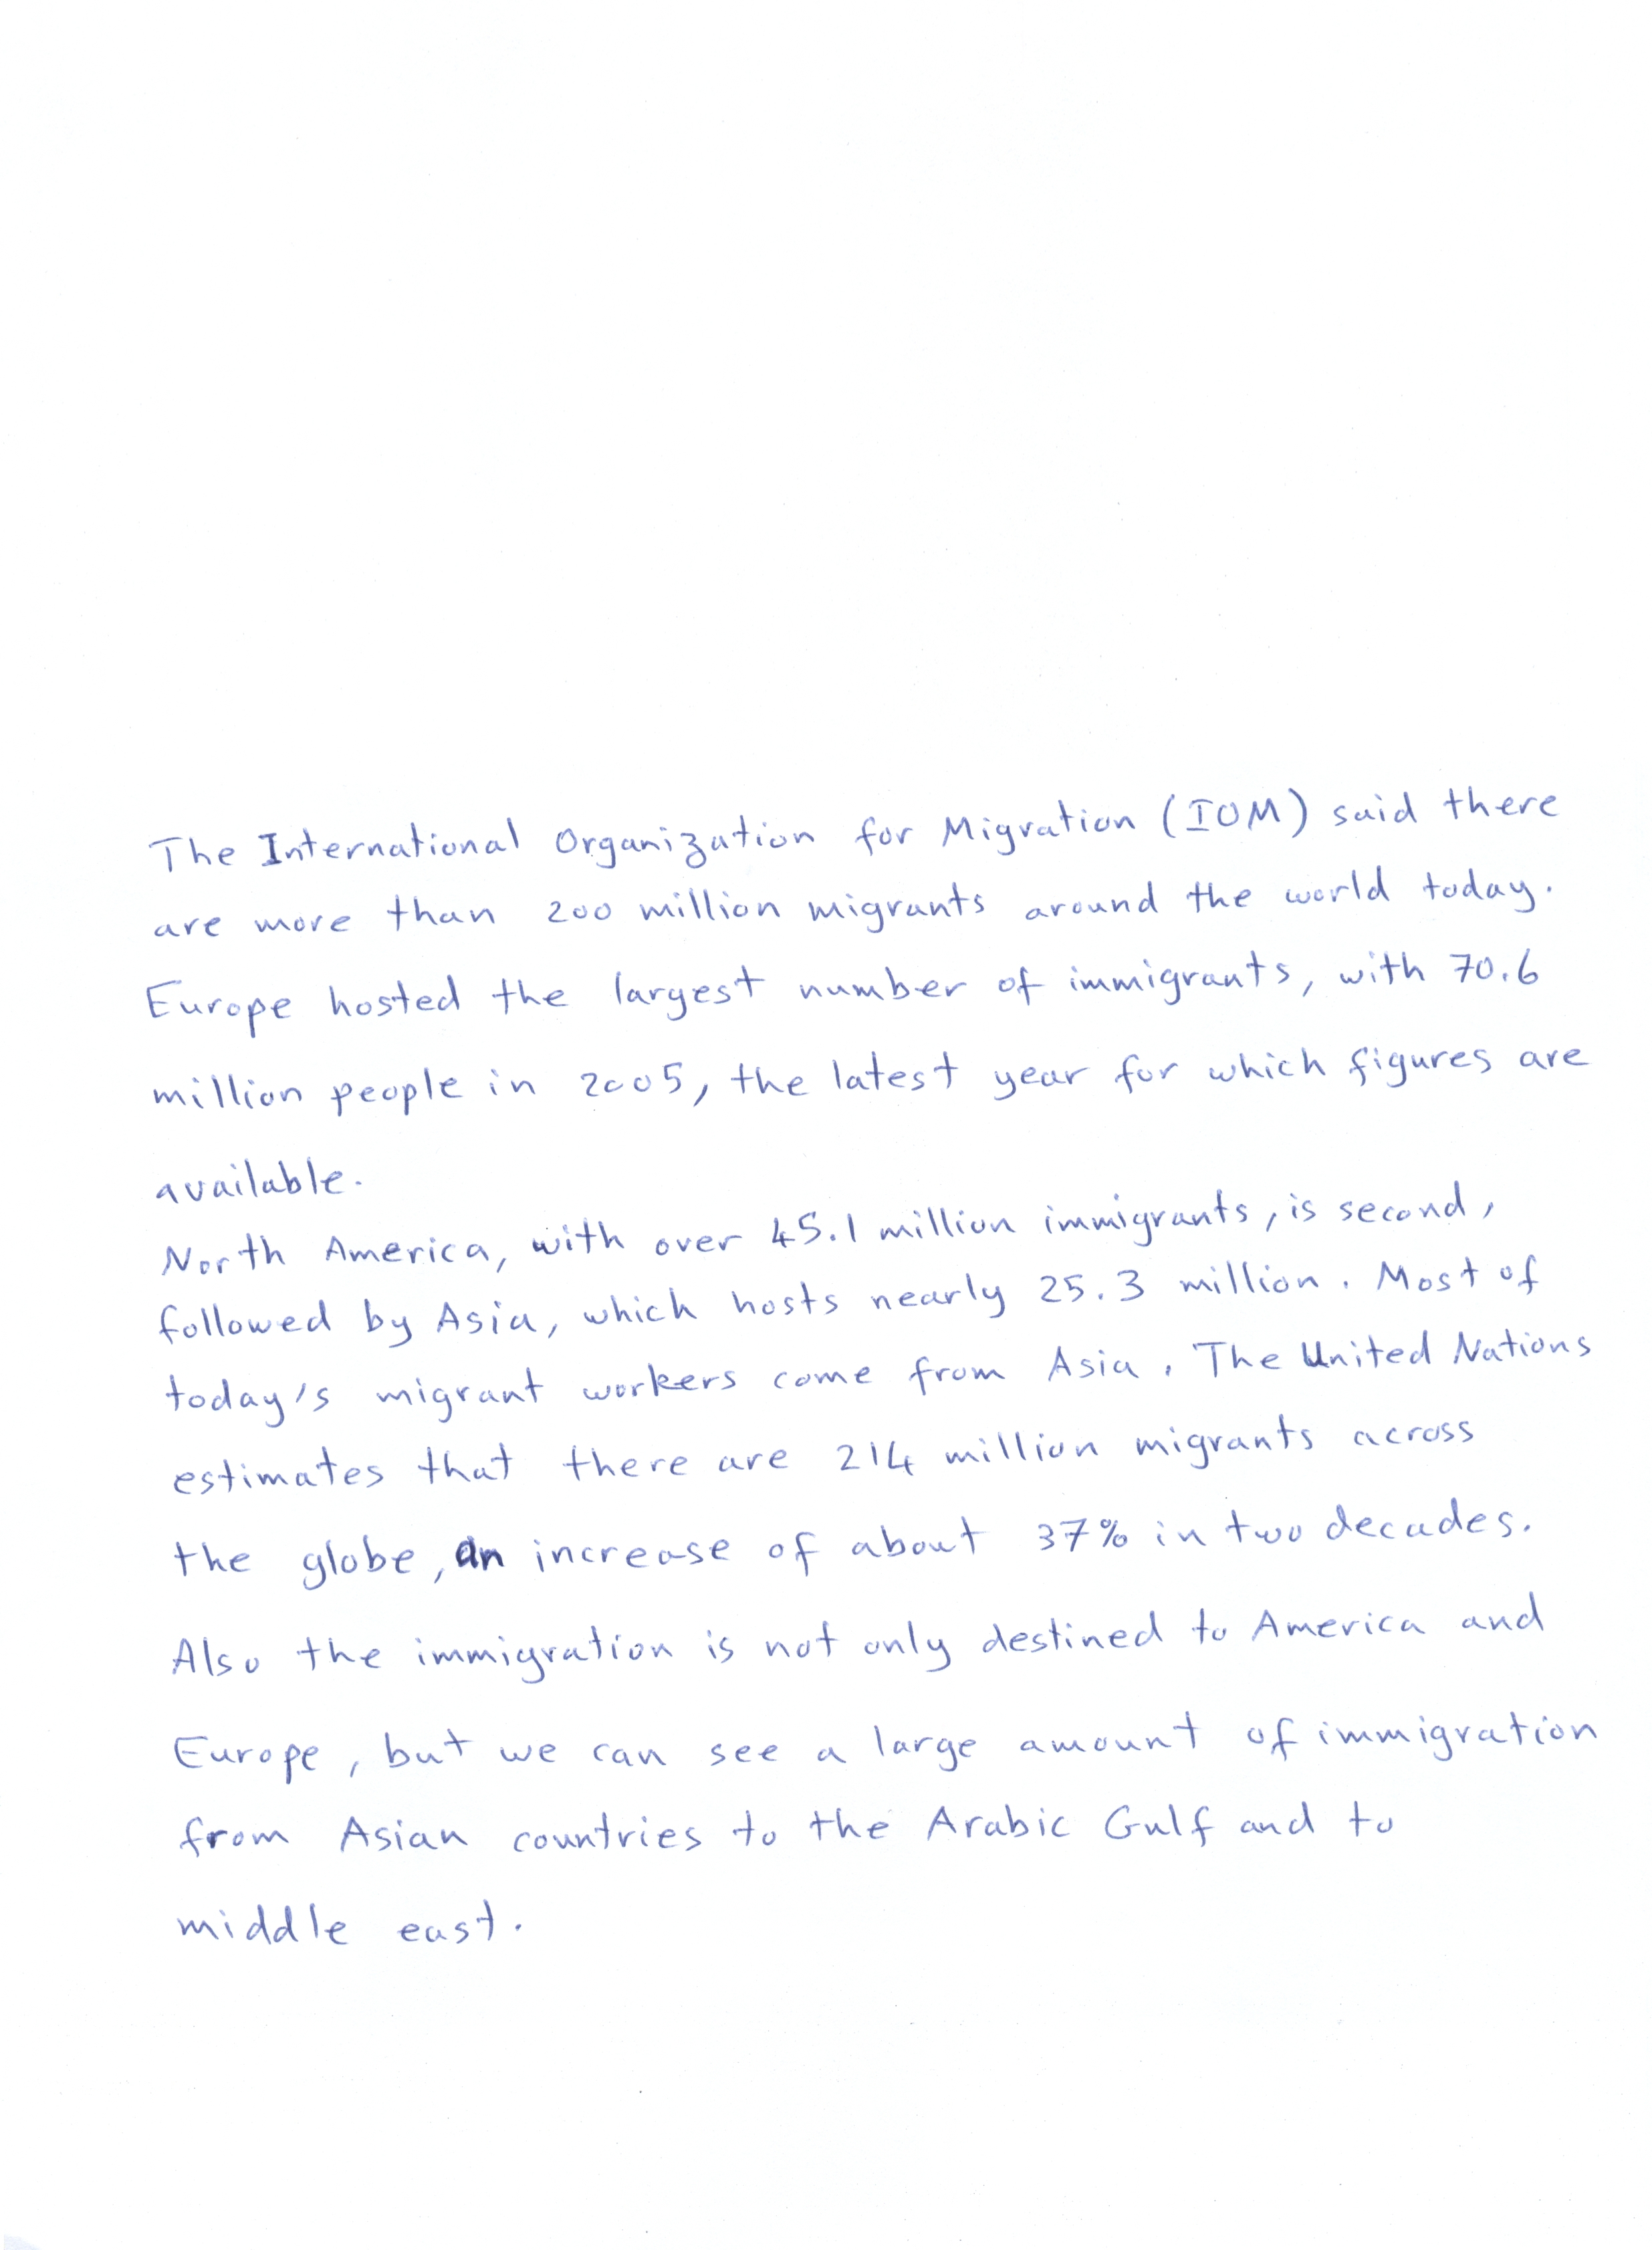 The International Organization for Migration (IOM) said there
are more than 200 million migrants around the world today.
Europe hosted the largest number of immigrants, with 70.6
million people in 2005, the latest year for which figures are
available.
North America, with over 45.1 million immigrants, is second,
followed by Asia, which hosts nearly 25.3 million. Most of
today's migrant workers come from Asia. The United Nations
estimates that there are 214 million migrants across
the globe, an increase of about 37% in two decades.
Also the immigration is not only destined to America and
Europe, but we can see a large amount of immigration
from Asian countries to the Arabic Gulf and to
middle east.